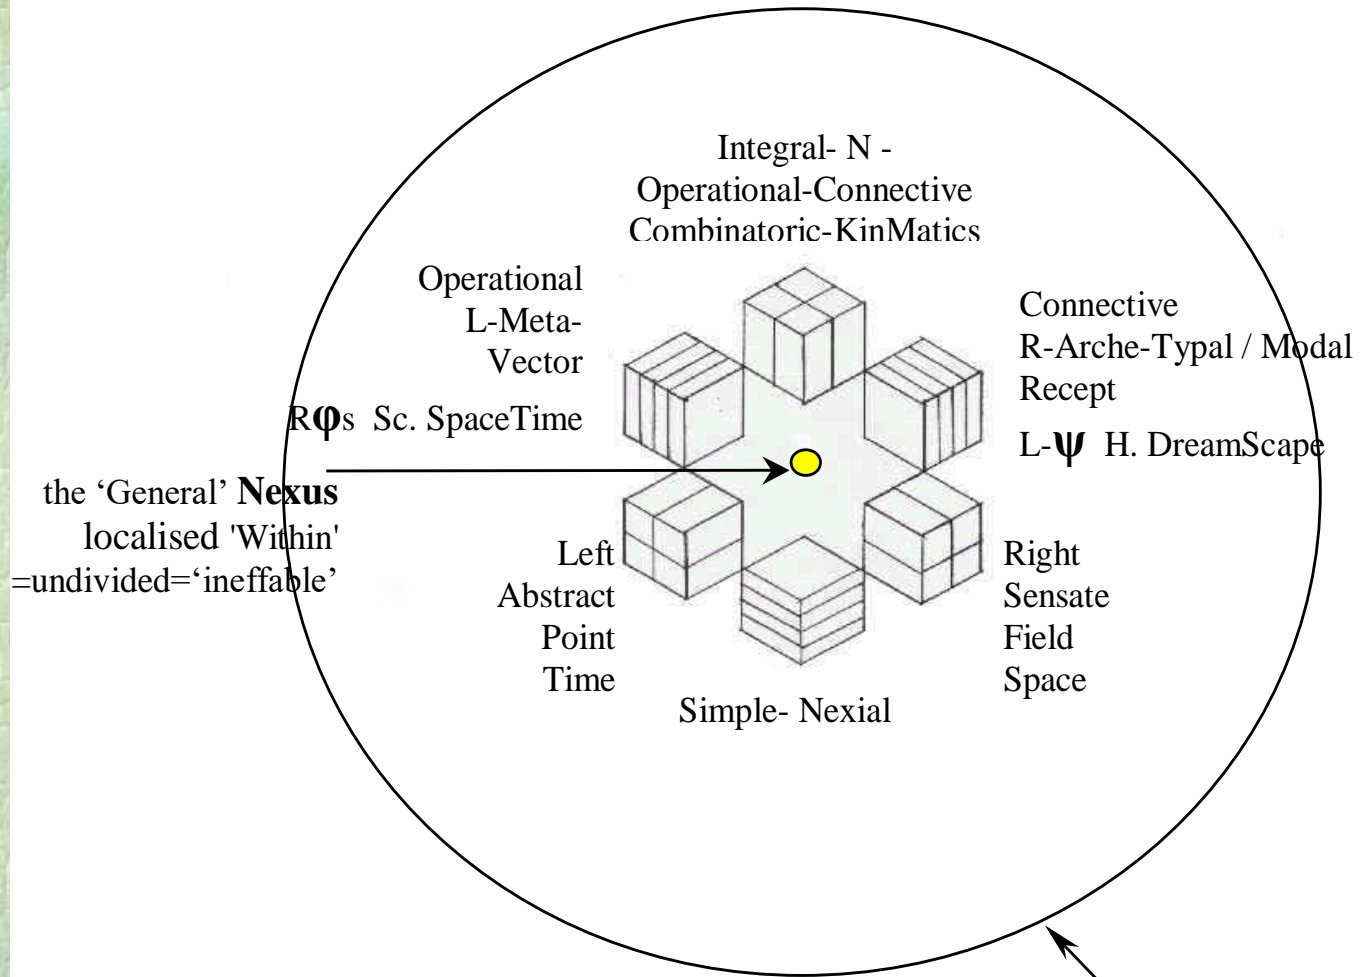 Integral- N -
Operational-Connective
Combinatoric-KinMatics
Operational
L-Meta-
Vector
Rφs Sc. SpaceTime
Connective
R-Arche-Typal / Modal
Recept
L-ψ H. DreamScape
the ‘General’ Nexus
localised 'Within'
=undivided=‘ineffable’
Left
Abstract
Point
Time
Right
Sensate
Field
Space
Simple- Nexial